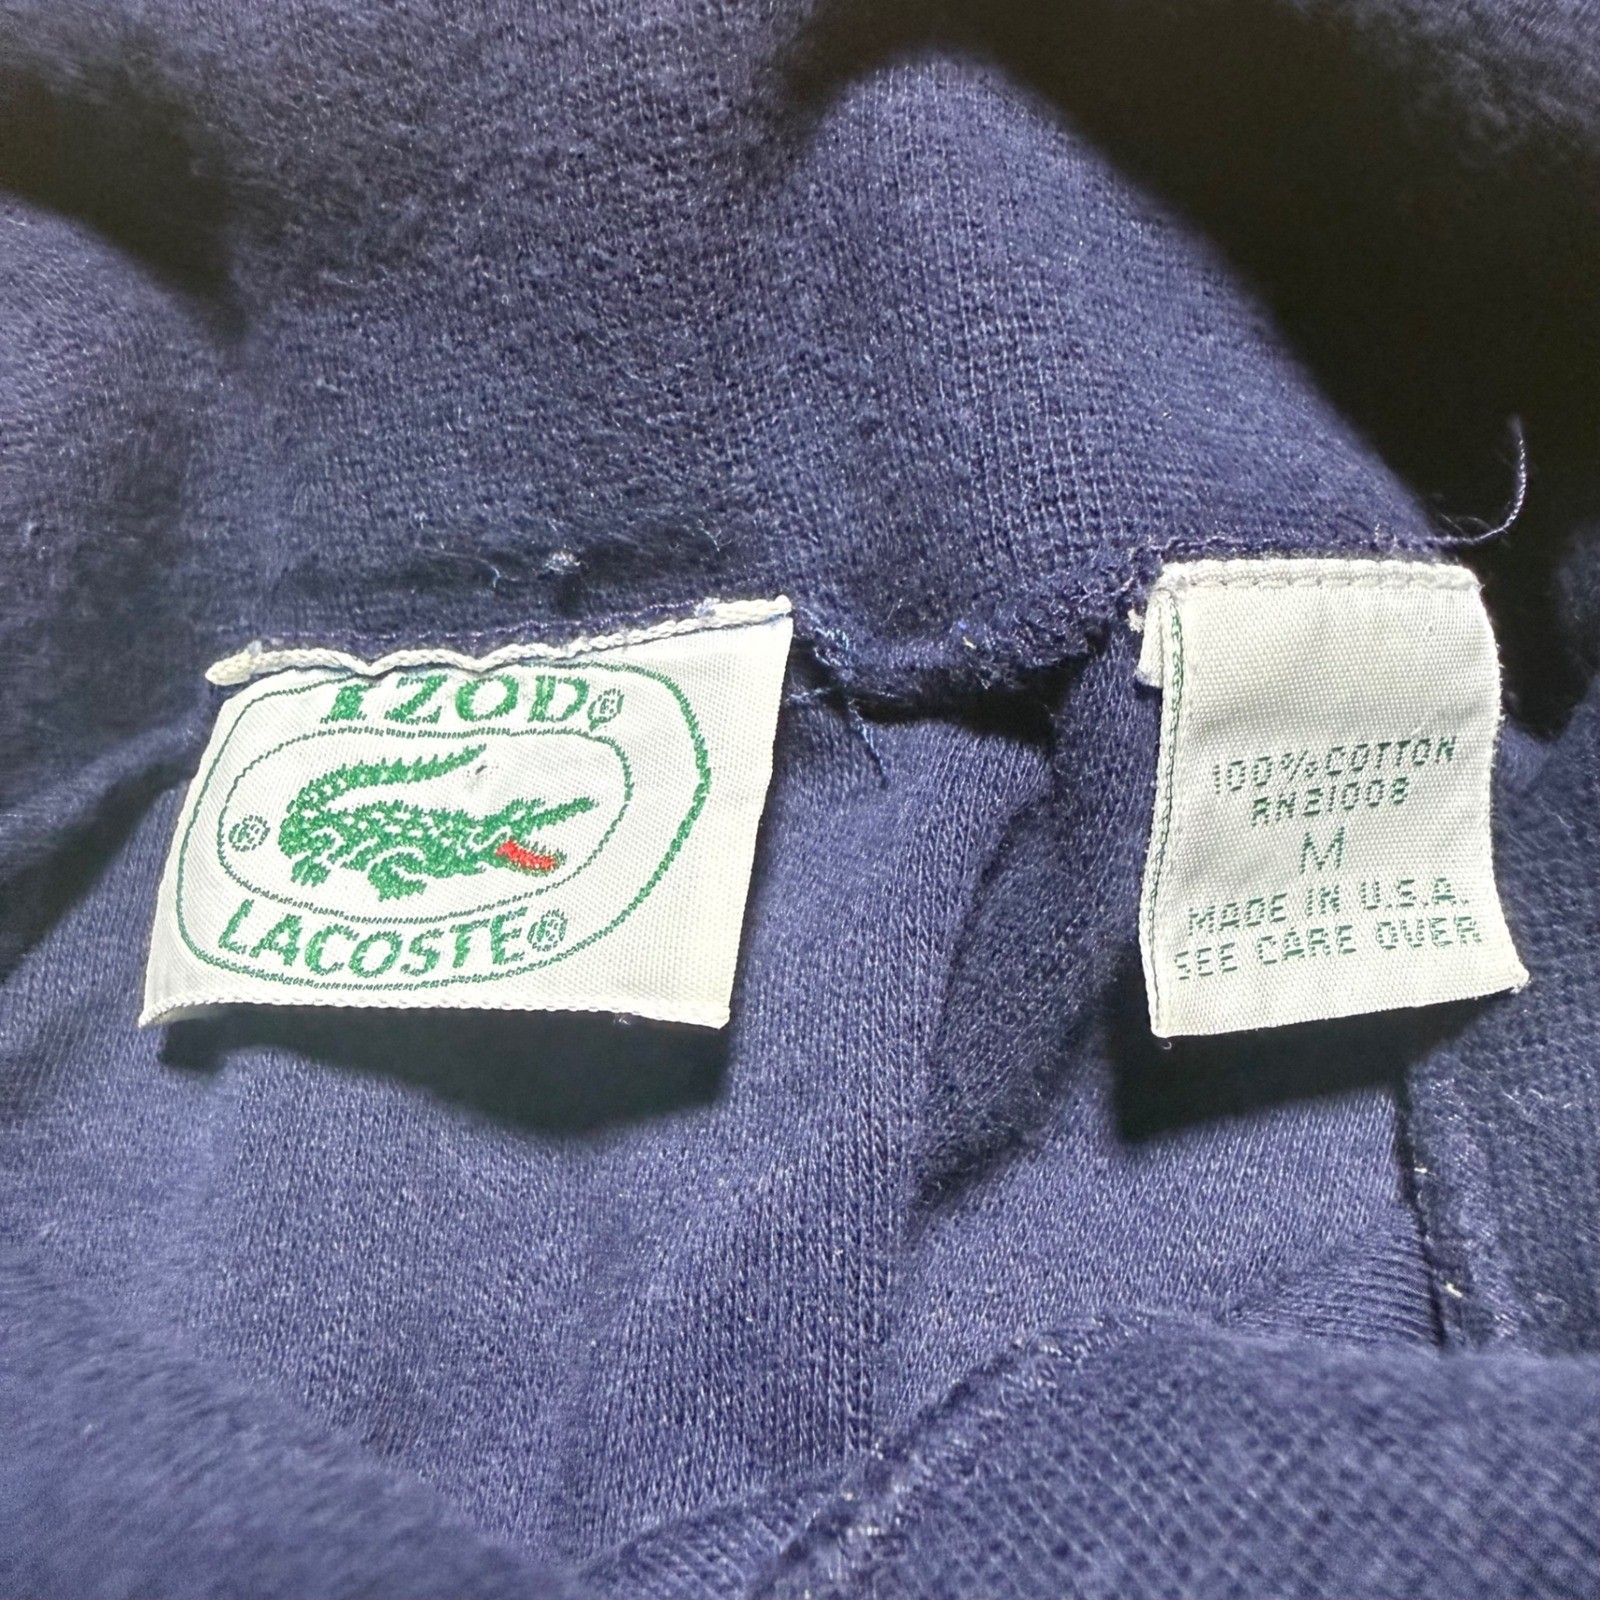 IZOD®
®
LACOSTE®
100% COTTON
RN21008
M
MADE IN U.S.A.
SEE CARE OVER